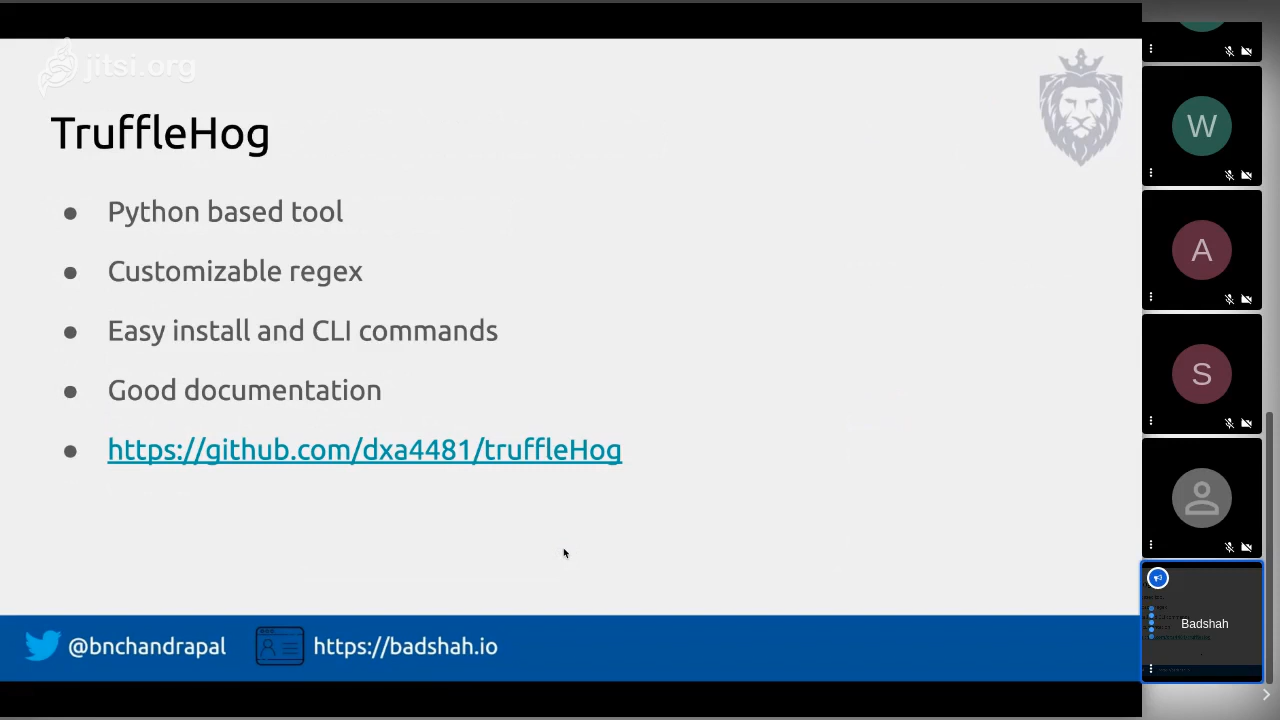 jitsi.org
TruffleHog
● Python based tool
● Customizable regex
● Easy install and CLI commands
● Good documentation
● https://github.com/dxa4481/truffleHog
@bnchandrapal
https://badshah.io
W
A
S
Badshah